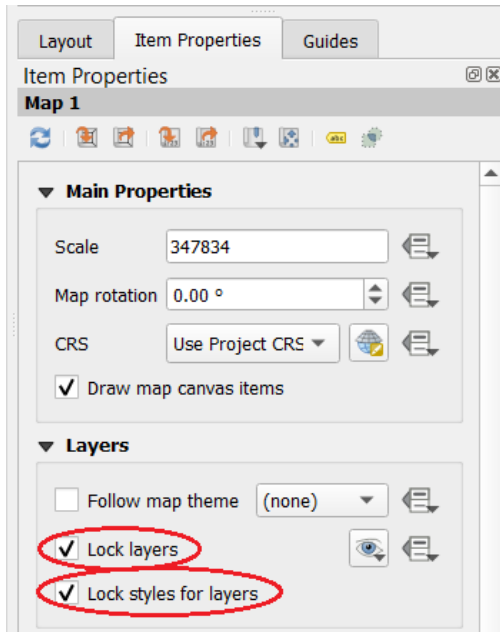 Layout Item Properties Guides
Item Properties
Map 1
abc
▼ Main Properties
Scale 347834
Map rotation 0.00 º
CRS Use Project CRS
Draw map canvas items
▼ Layers
Follow map theme (none)
Lock layers
Lock styles for layers